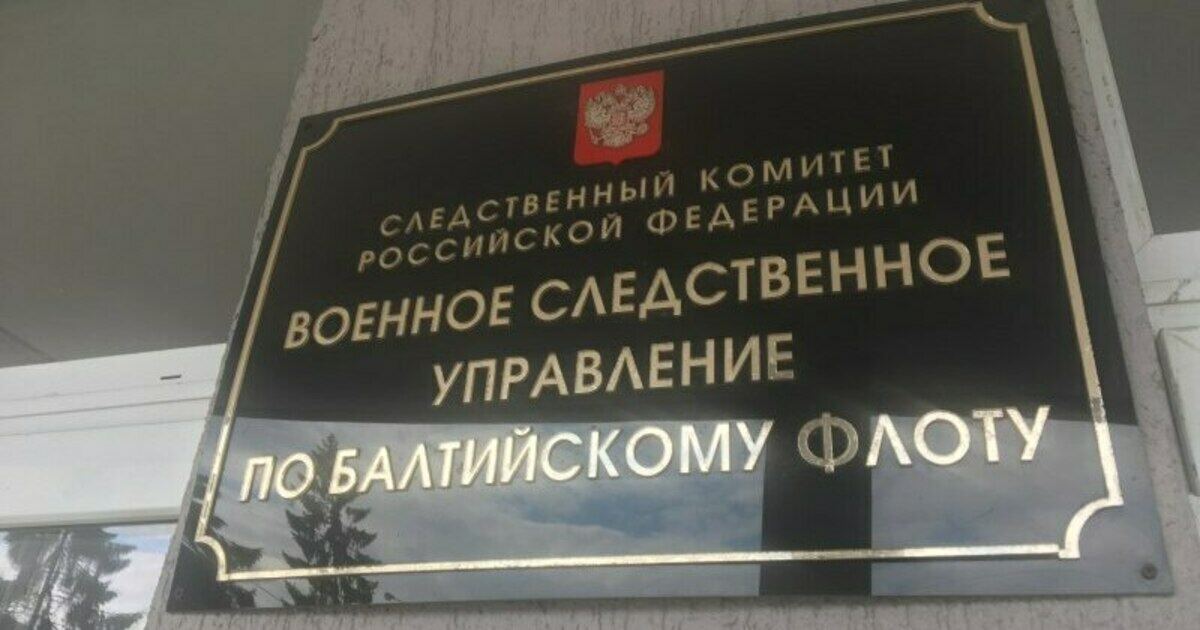 СЛЕДСТВЕННЫЙ КОМИТЕТ
РОССИЙСКОЙ ФЕДЕРАЦИИ
ВОЕННОЕ СЛЕДСТВЕННОЕ
УПРАВЛЕНИЕ
ПО БАЛТИЙСКОМУ ФЛОТУ